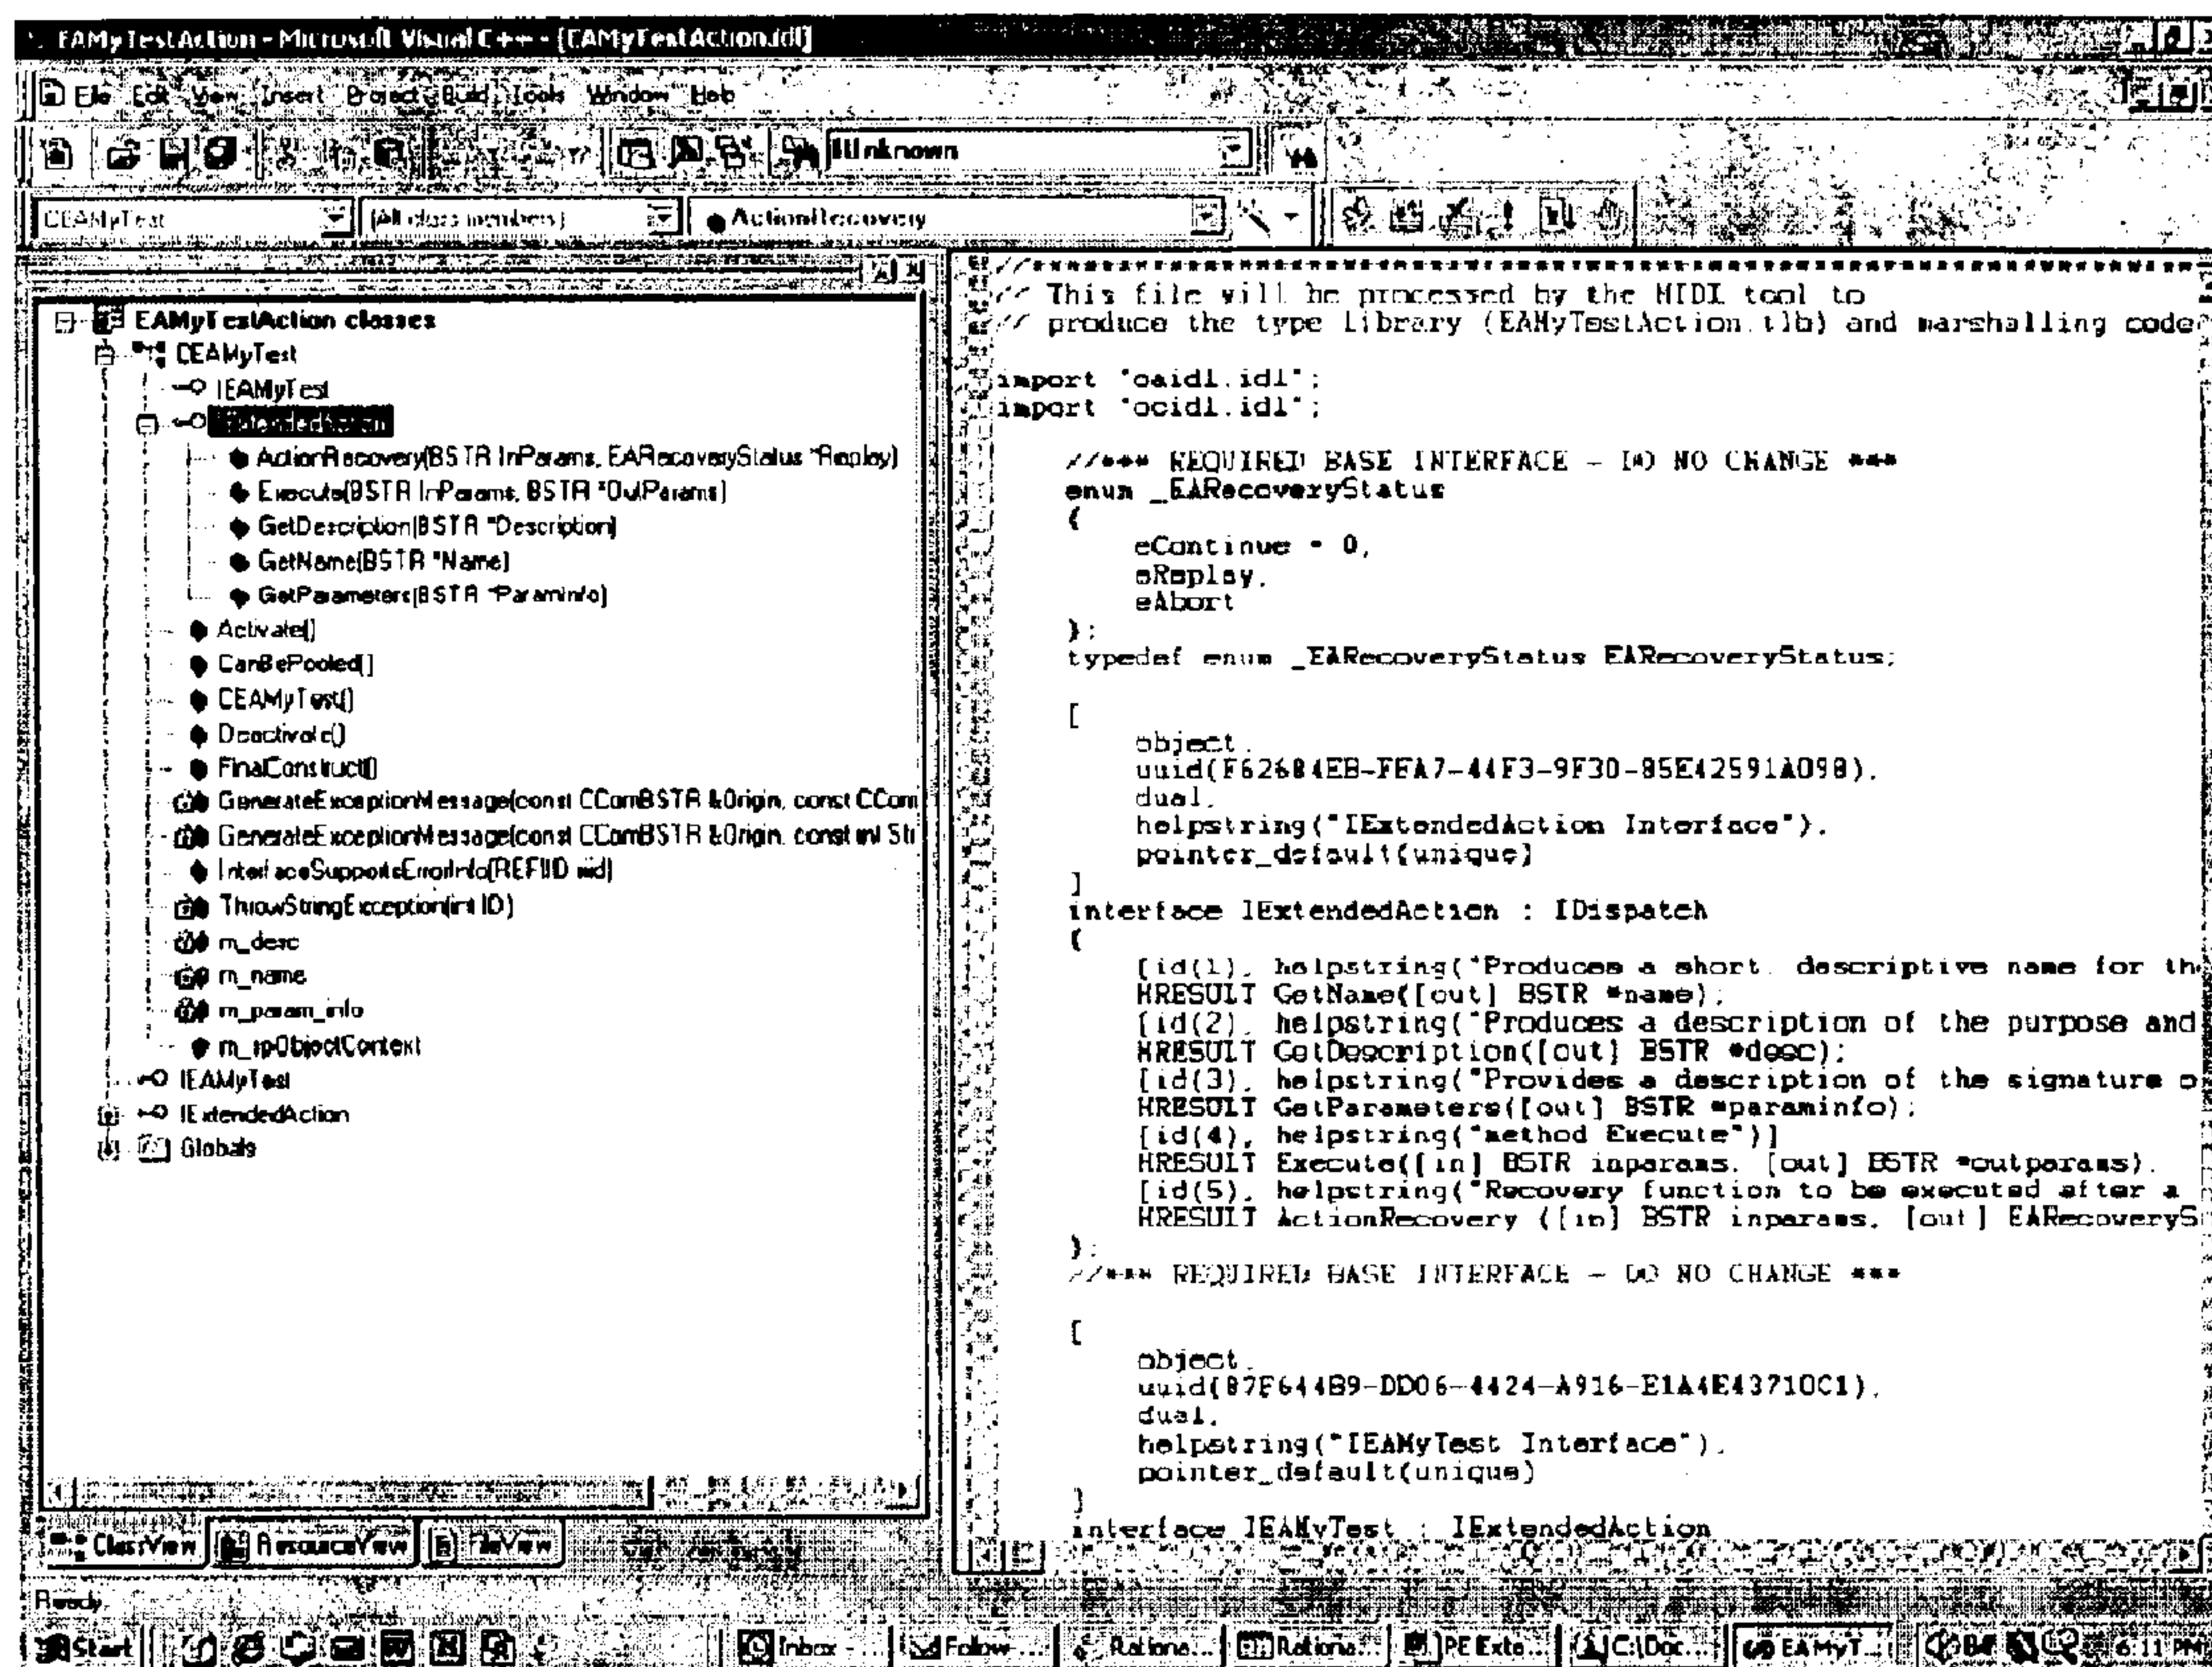 EAMyTestAction - Microsoft Visual C++ - [EAMyTestAction.idl]
File Edit View Insert Project Build Tools Window Help
IUnknown
CEAMyTest (All class members) ActionRecovery
EAMyTestAction classes
CEAMyTest
IEAMyTest
IExtendedAction
ActionRecovery(BSTR InParams, EARecoveryStatus *Replay)
Execute(BSTR InParams, BSTR *OutParams)
GetDescription(BSTR *Description)
GetName(BSTR *Name)
GetParameters(BSTR *ParamInfo)
Activate()
CanBePooled()
CEAMyTest()
Deactivate()
FinalConstruct()
GenerateExceptionMessage(const CComBSTR &Origin, const CCom
GenerateExceptionMessage(const CComBSTR &Origin, const int Str
InterfaceSupportsErrorInfo(REFIID riid)
ThrowStringException(int ID)
m_desc
m_name
m_param_info
m_spObjectContext
IEAMyTest
IExtendedAction
Globals
ClassView ResourceView FileView
//
// This file will be processed by the MIDL tool to
// produce the type library (EAMyTestAction.tlb) and marshalling code
import "oaidl.idl";
import "ocidl.idl";
//*** REQUIRED BASE INTERFACE - DO NO CHANGE ***
enum _EARecoveryStatus
{
eContinue = 0,
eReplay,
eAbort
};
typedef enum _EARecoveryStatus EARecoveryStatus;
[
object,
uuid(F62684EB-FFA7-44F3-9F30-85E42591A098),
dual,
helpstring("IExtendedAction Interface"),
pointer_default(unique)
]
interface IExtendedAction : IDispatch
{
[id(1), helpstring("Produces a short, descriptive name for the
HRESULT GetName([out] BSTR *name);
[id(2), helpstring("Produces a description of the purpose and
HRESULT GetDescription([out] BSTR *desc);
[id(3), helpstring("Provides a description of the signature o
HRESULT GetParameters([out] BSTR *paraminfo);
[id(4), helpstring("method Execute")]
HRESULT Execute([in] BSTR inparams, [out] BSTR *outparams);
[id(5), helpstring("Recovery function to be executed after a
HRESULT ActionRecovery ([in] BSTR inparams, [out] EARecoveryS
};
//*** REQUIRED BASE INTERFACE - DO NO CHANGE ***
[
object,
uuid(87F644B9-DD06-4424-A916-E1A4E43710C1),
dual,
helpstring("IEAMyTest Interface"),
pointer_default(unique)
]
interface IEAMyTest : IExtendedAction
Ready
Start Inbox - ... Follow-... Rationa... Rationa... PE Exte... C:\Doc... EAMyT... 6:11 PM